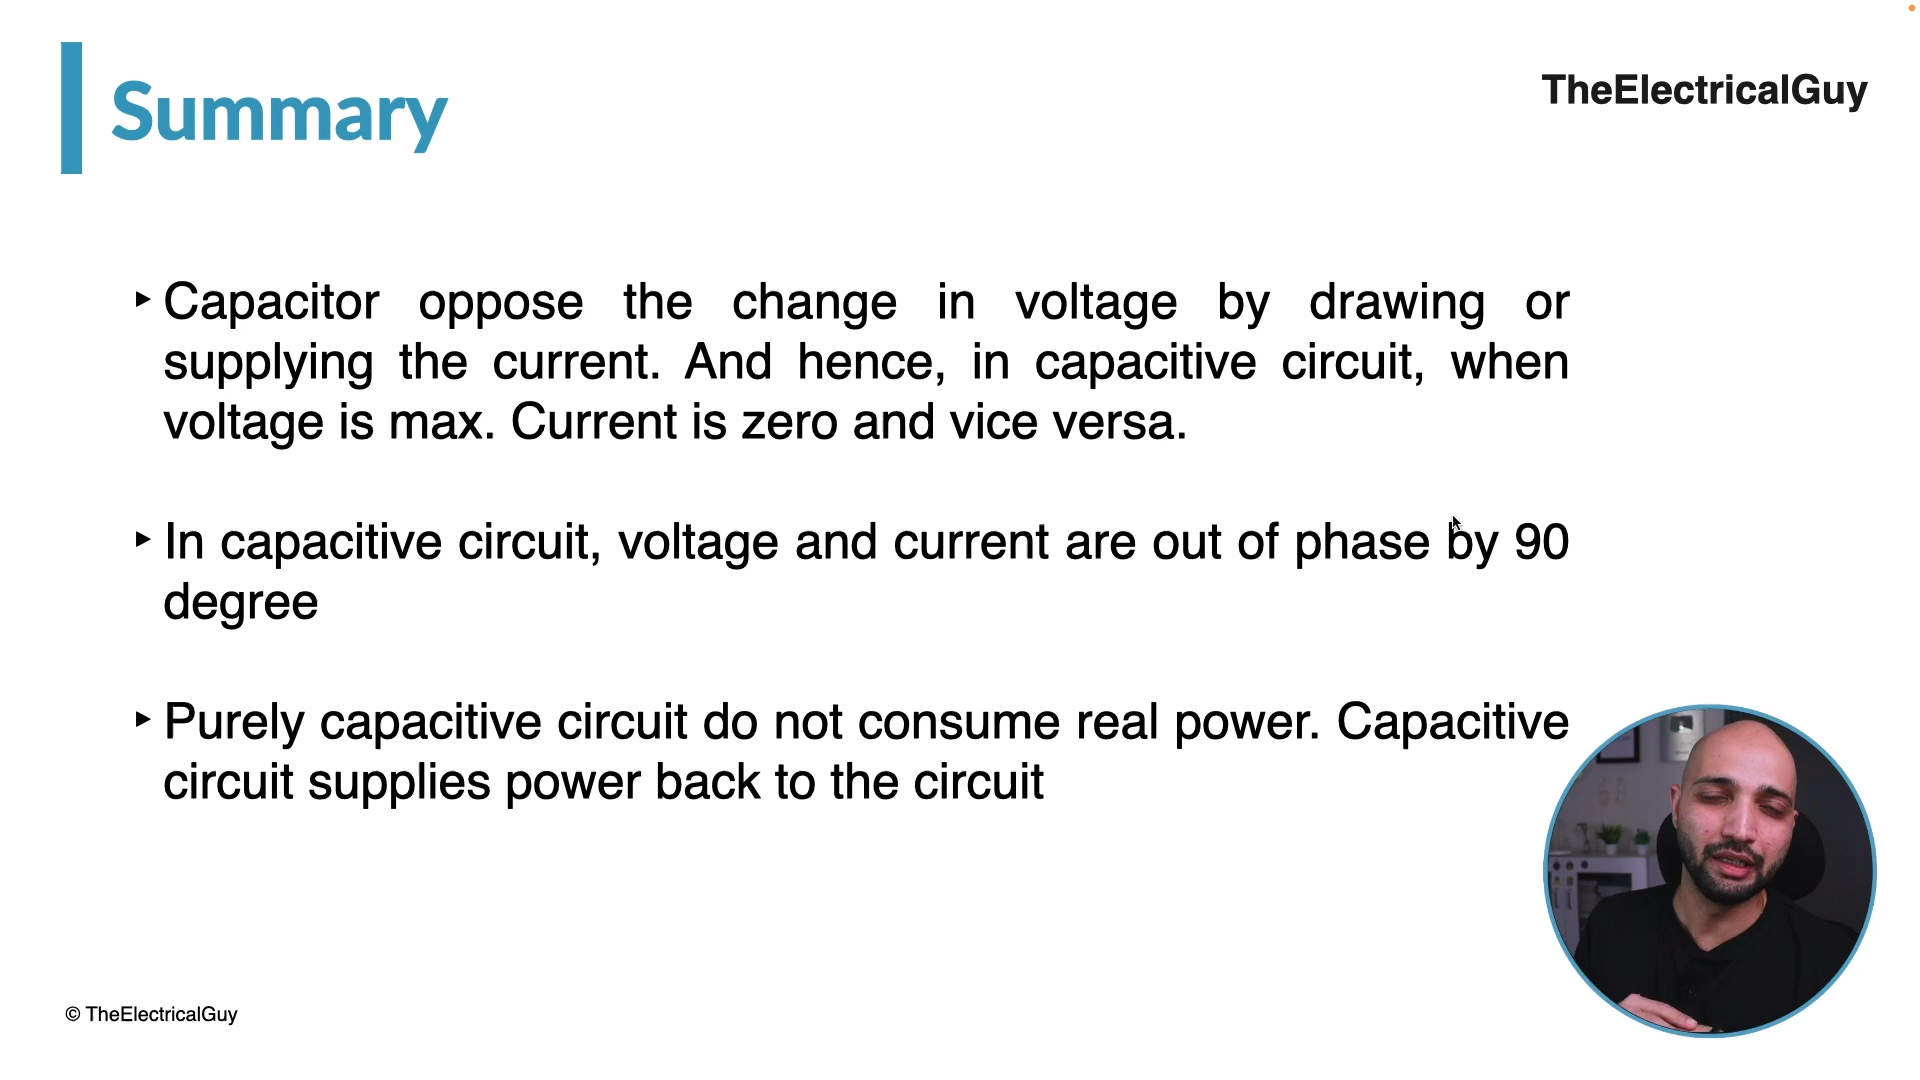 Summary
TheElectricalGuy
‣ Capacitor oppose the change in voltage by drawing or
supplying the current. And hence, in capacitive circuit, when
voltage is max. Current is zero and vice versa.
‣ In capacitive circuit, voltage and current are out of phase by 90
degree
‣ Purely capacitive circuit do not consume real power. Capacitive
circuit supplies power back to the circuit
© TheElectricalGuy